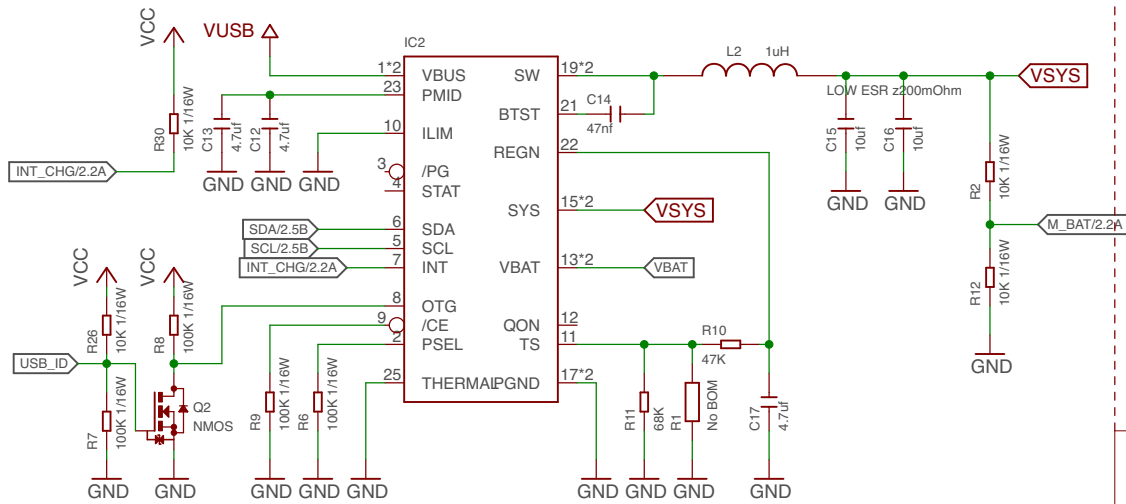 VCC
VUSB
IC2
L2
1uH
1*2
VBUS
SW
19*2
VSYS
23
PMID
LOW ESR z200mOhm
R30
10K 1/16W
C13
4.7uf
C12
4.7uf
10
ILIM
BTST
21
C14
47nf
C15
10uf
C16
10uf
REGN
22
INT_CHG/2.2A
GND
GND
GND
3
/PG
4
STAT
R2
10K 1/16W
GND
GND
SYS
15*2
VSYS
SDA/2.5B
6
SDA
M_BAT/2.2A
SCL/2.5B
5
SCL
INT_CHG/2.2A
7
INT
VBAT
13*2
VBAT
VCC
VCC
R12
10K 1/16W
R26
10K 1/16W
R8
100K 1/16W
8
OTG
9
/CE
QON
12
R10
47K
2
PSEL
TS
11
USB_ID
GND
25
THERMAL
PGND
17*2
R7
100K 1/16W
Q2
NMOS
R9
100K 1/16W
R6
100K 1/16W
R11
68K
R1
No BOM
C17
4.7uf
GND
GND
GND
GND
GND
GND
GND
GND
GND